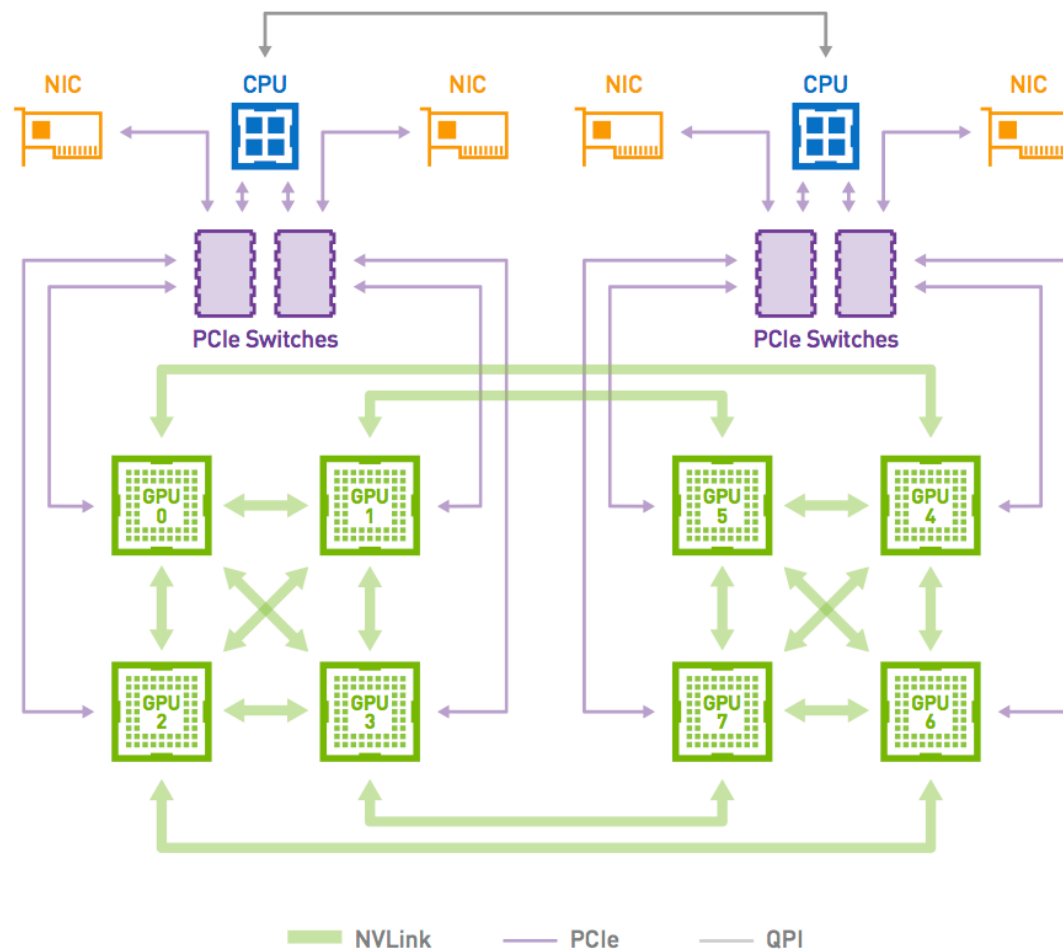 NIC
CPU
NIC
NIC
CPU
NIC
PCIe Switches
PCIe Switches
GPU
0
GPU
1
GPU
5
GPU
4
GPU
2
GPU
3
GPU
7
GPU
6
NVLink
PCIe
QPI